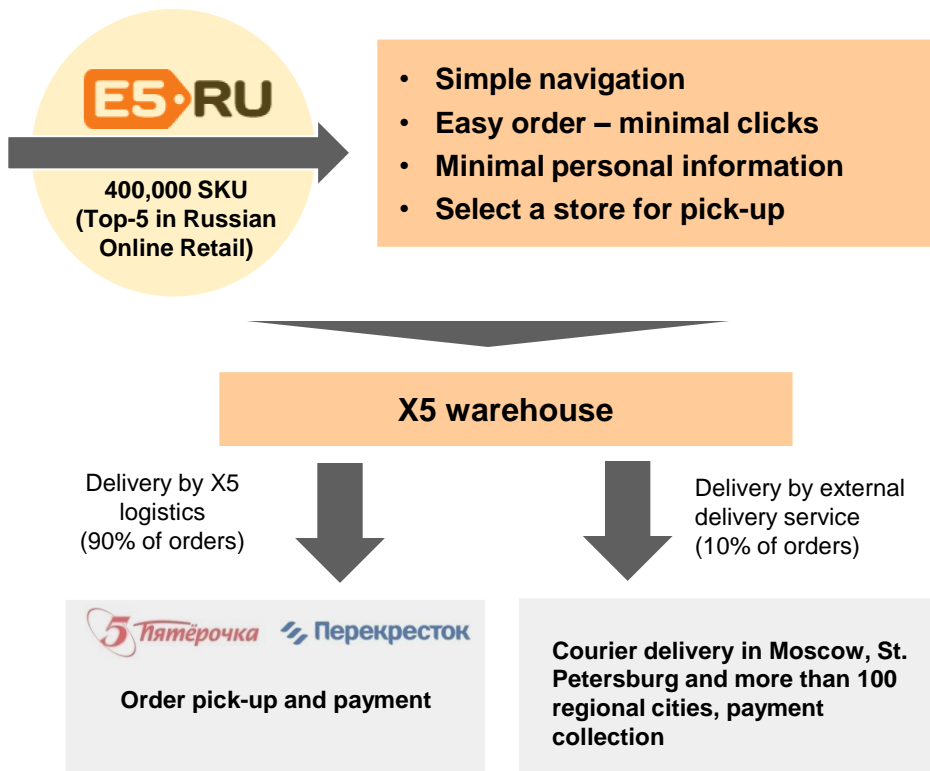 E5.RU
400,000 SKU
(Top-5 in Russian
Online Retail)
• Simple navigation
• Easy order – minimal clicks
• Minimal personal information
• Select a store for pick-up
X5 warehouse
Delivery by X5
logistics
(90% of orders)
Delivery by external
delivery service
(10% of orders)
5 Пятёрочка
Перекресток
Order pick-up and payment
Courier delivery in Moscow, St.
Petersburg and more than 100
regional cities, payment
collection